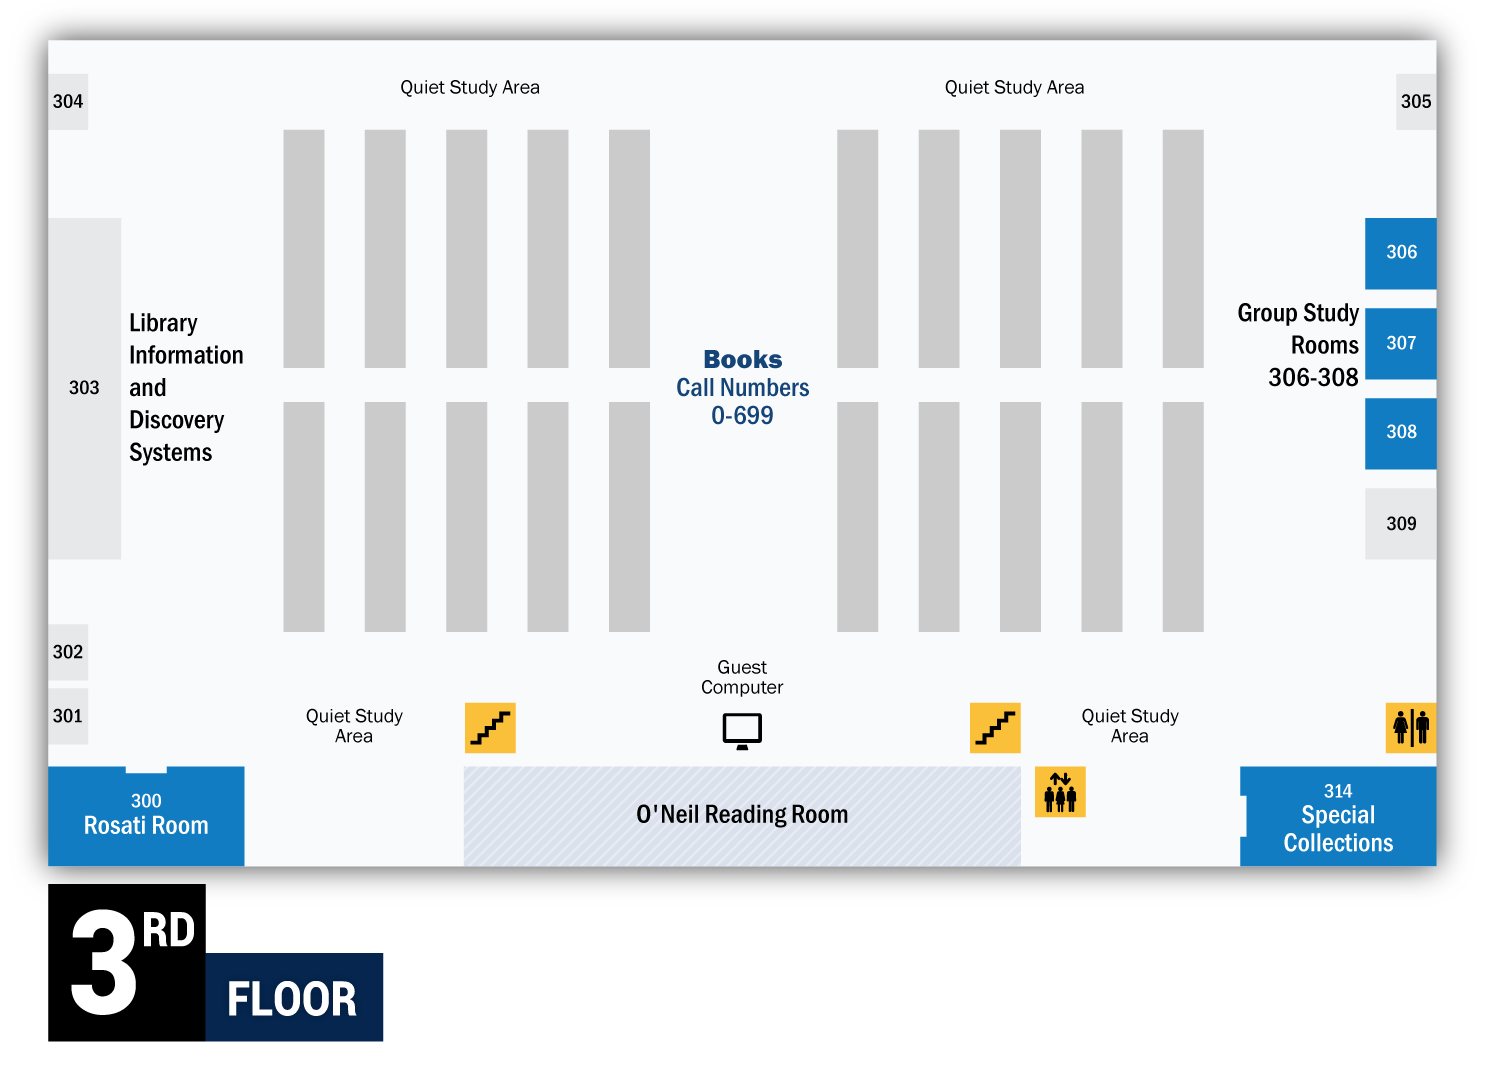 Quiet Study Area
Quiet Study Area
304
305
306
Library
Information
and
Discovery
Systems
303
Books
Call Numbers
0-699
Group Study
Rooms
306-308
307
308
309
302
301
Guest
Computer
Quiet Study
Area
Quiet Study
Area
300
Rosati Room
O'Neil Reading Room
314
Special
Collections
3RD
FLOOR